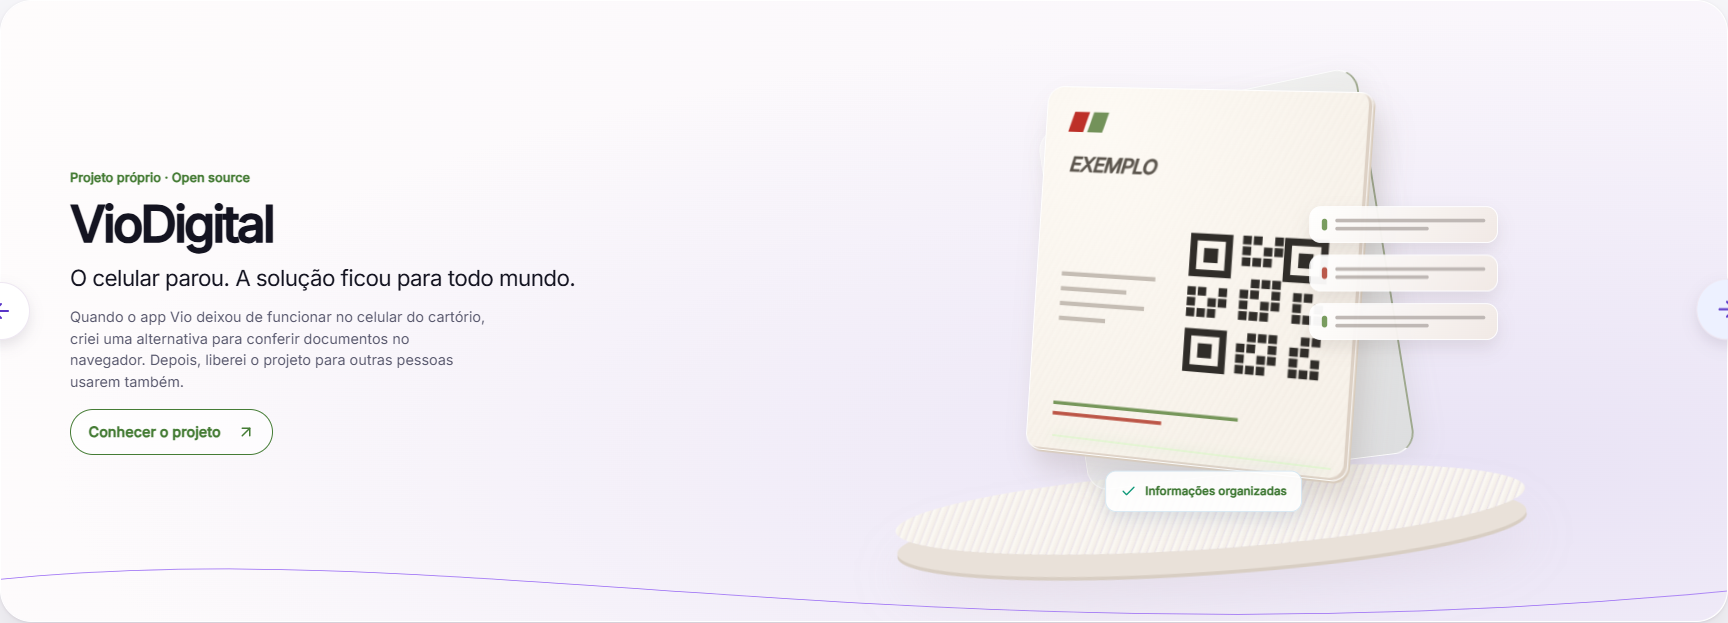 Projeto próprio · Open source
VioDigital
O celular parou. A solução ficou para todo mundo.
Quando o app Vio deixou de funcionar no celular do cartório,
criei uma alternativa para conferir documentos no
navegador. Depois, liberei o projeto para outras pessoas
usarem também.
Conhecer o projeto
EXEMPLO
Informações organizadas